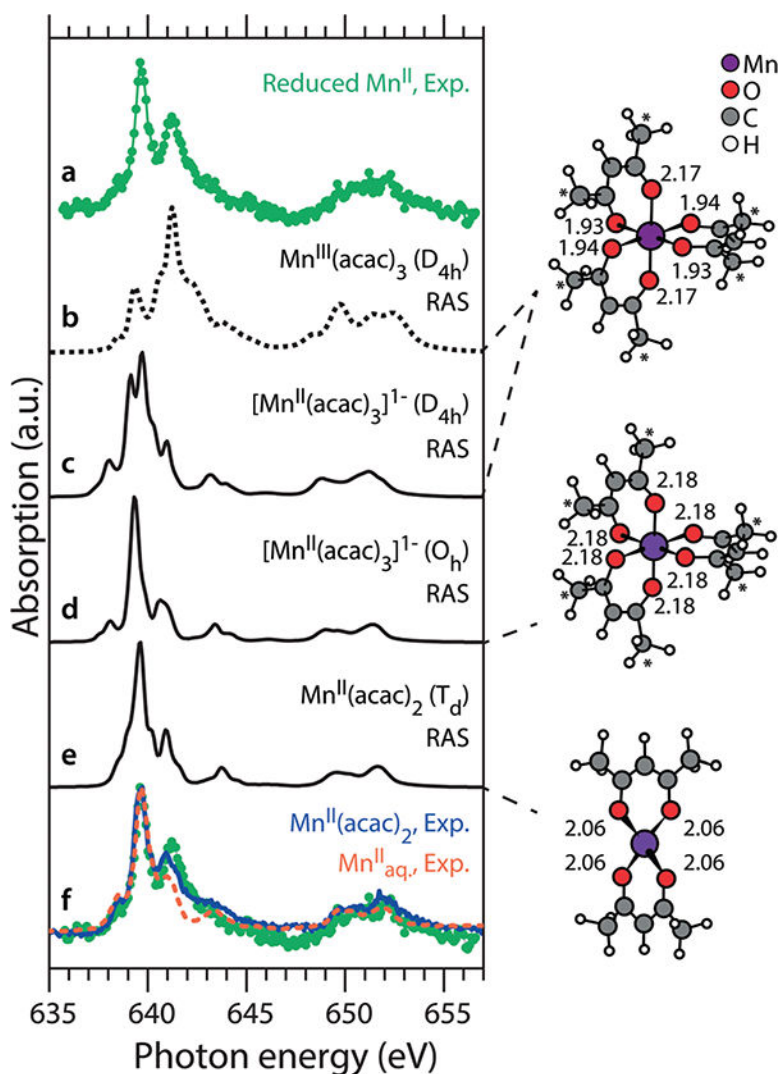 Reduced Mnᴵᴵ, Exp.
a
Mnᴵᴵᴵ(acac)₃ (D₄ₕ)
RAS
b
[Mnᴵᴵ(acac)₃]¹⁻ (D₄ₕ)
RAS
c
[Mnᴵᴵ(acac)₃]¹⁻ (Oₕ)
RAS
d
Mnᴵᴵ(acac)₂ (T_d)
RAS
e
Mnᴵᴵ(acac)₂, Exp.
Mnᴵᴵaq., Exp.
f
Absorption (a.u.)
635 640 645 650 655
Photon energy (eV)
Mn
O
C
H
*
2.17
*
1.94
*
1.93
1.94
1.93
*
*
2.17
*
*
2.18
*
2.18
*
2.18
2.18
2.18
*
*
2.18
*
2.06 2.06
2.06 2.06